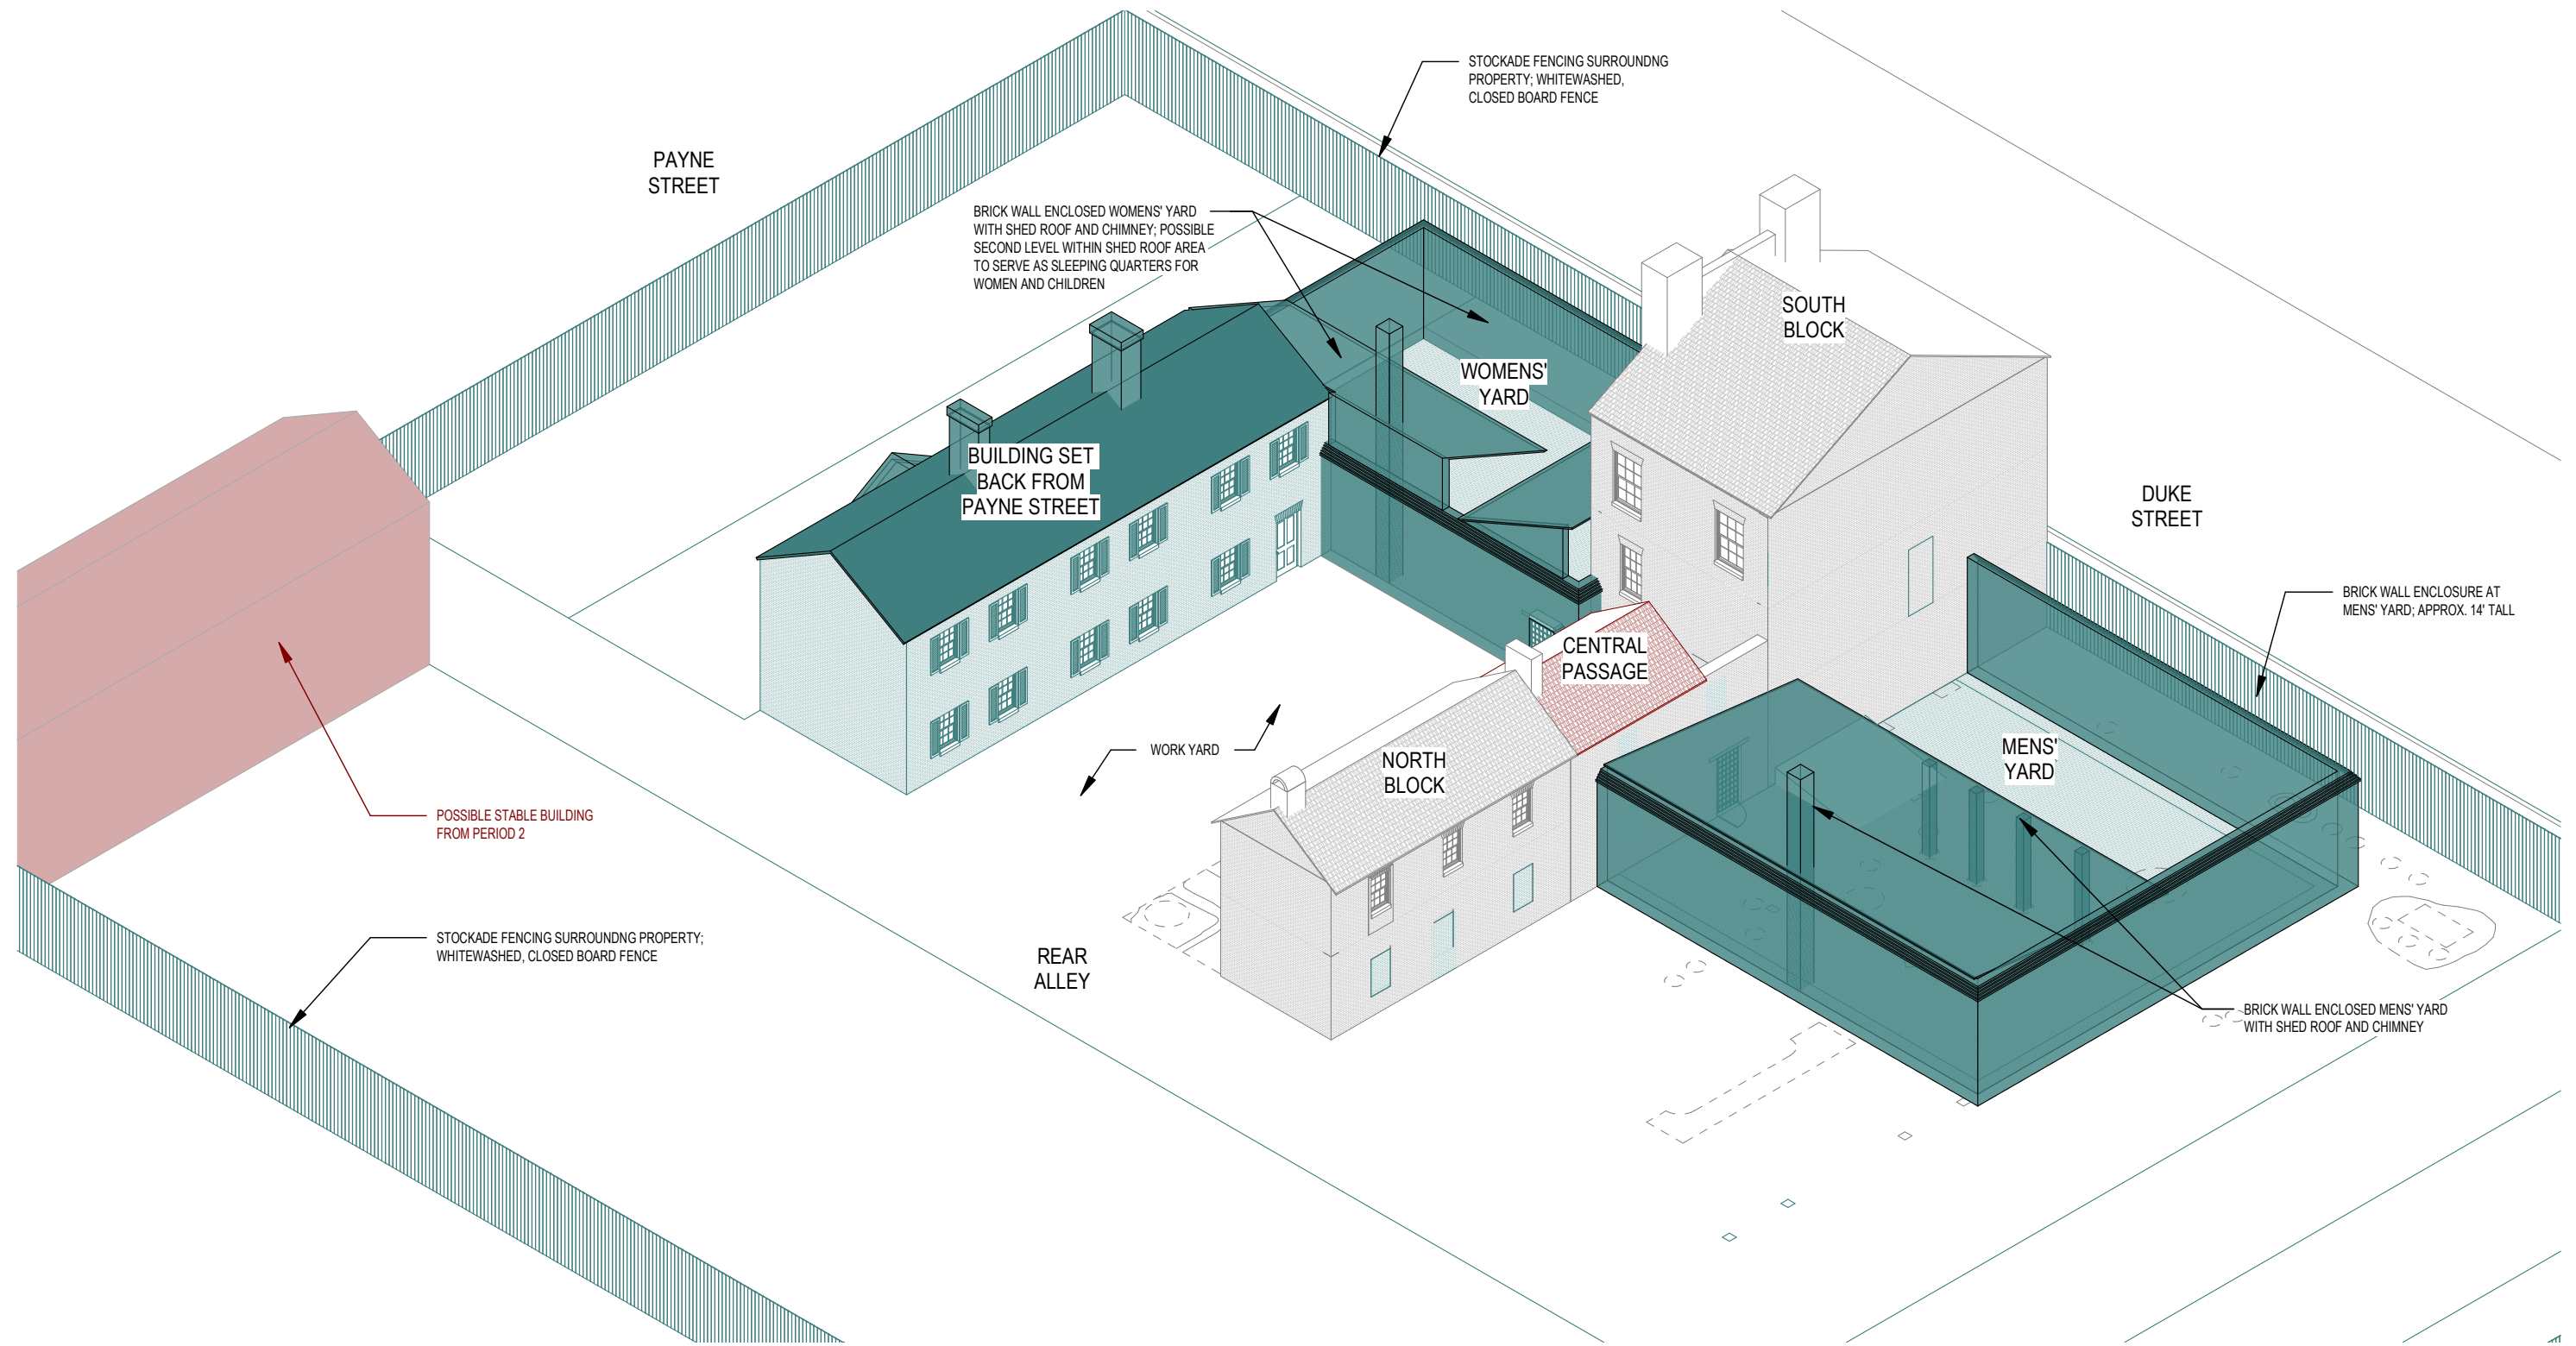 STOCKADE FENCING SURROUNDNG
PROPERTY; WHITEWASHED,
CLOSED BOARD FENCE
PAYNE
STREET
BRICK WALL ENCLOSED WOMENS' YARD
WITH SHED ROOF AND CHIMNEY; POSSIBLE
SECOND LEVEL WITHIN SHED ROOF AREA
TO SERVE AS SLEEPING QUARTERS FOR
WOMEN AND CHILDREN
SOUTH
BLOCK
WOMENS'
YARD
BUILDING SET
BACK FROM
PAYNE STREET
DUKE
STREET
BRICK WALL ENCLOSURE AT
MENS' YARD; APPROX. 14' TALL
CENTRAL
PASSAGE
WORK YARD
NORTH
BLOCK
MENS'
YARD
POSSIBLE STABLE BUILDING
FROM PERIOD 2
STOCKADE FENCING SURROUNDNG PROPERTY;
WHITEWASHED, CLOSED BOARD FENCE
REAR
ALLEY
BRICK WALL ENCLOSED MENS' YARD
WITH SHED ROOF AND CHIMNEY